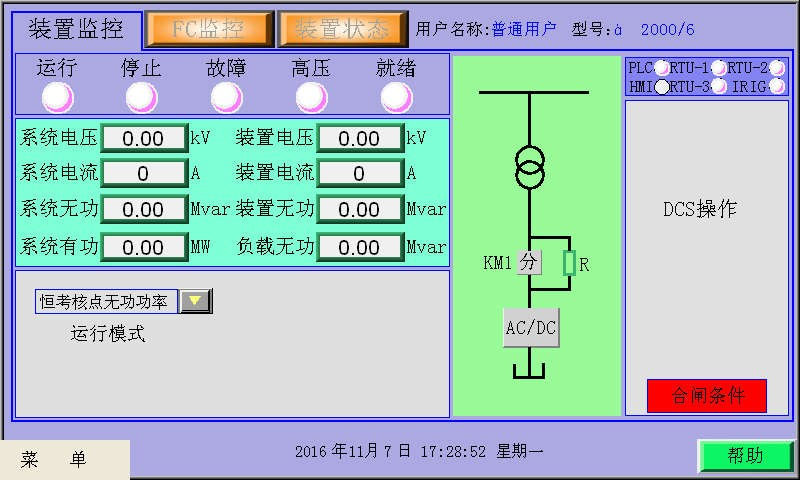 装置监控 FC监控 装置状态 用户名称:普通用户 型号:à 2000/6
运行 停止 故障 高压 就绪
PLC RTU-1 RTU-2
HMI RTU-3 IRIG
系统电压 0.00 kV 装置电压 0.00 kV
系统电流 0 A 装置电流 0 A
系统无功 0.00 Mvar 装置无功 0.00 Mvar
系统有功 0.00 MW 负载无功 0.00 Mvar
DCS操作
KM1 分 R
恒考核点无功功率
运行模式
AC/DC
合闸条件
菜 单
2016年11月7日 17:28:52 星期一
帮助